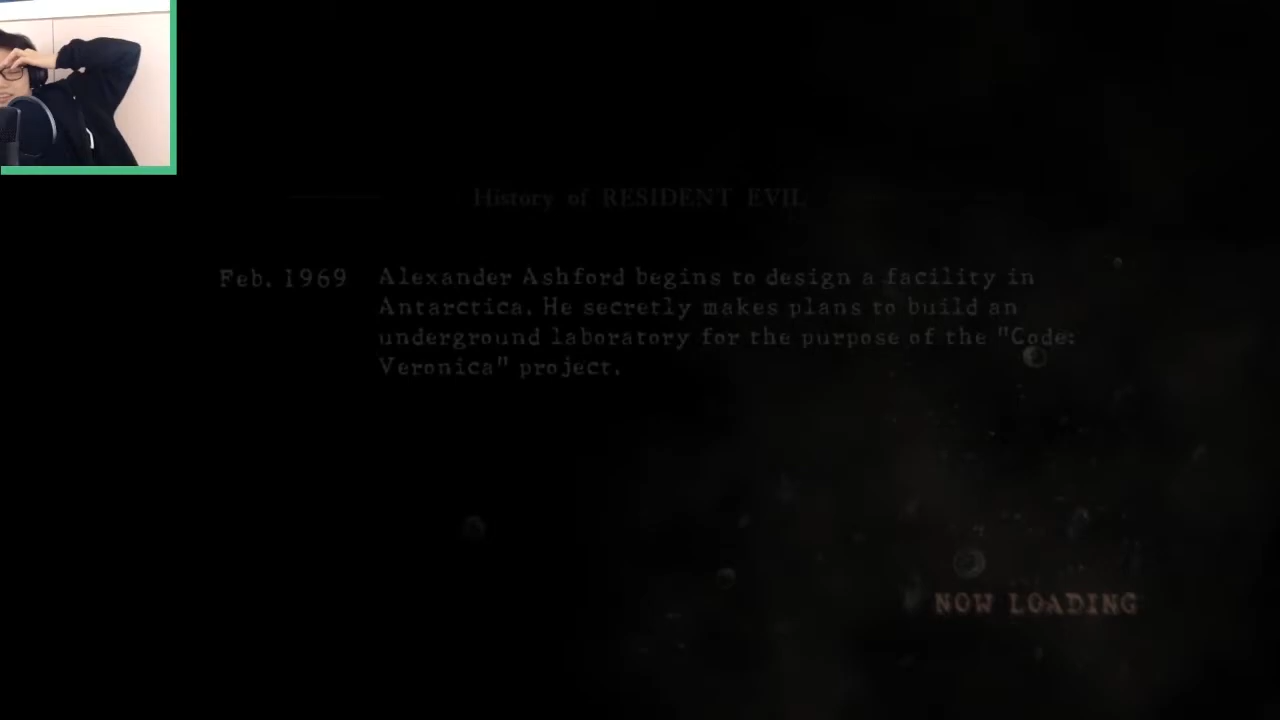 History of RESIDENT EVIL
Feb. 1969 Alexander Ashford begins to design a facility in
Antarctica. He secretly makes plans to build an
underground laboratory for the purpose of the "Code:
Veronica" project.
NOW LOADING